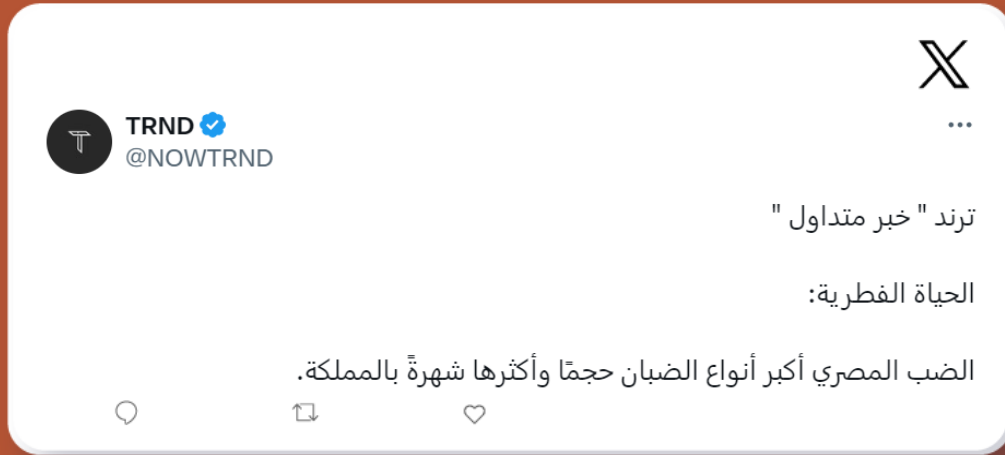 TRND
@NOWTRND
ترند " خبر متداول "
الحياة الفطرية:
الضب المصري أكبر أنواع الضبان حجمًا وأكثرها شهرةً بالمملكة.